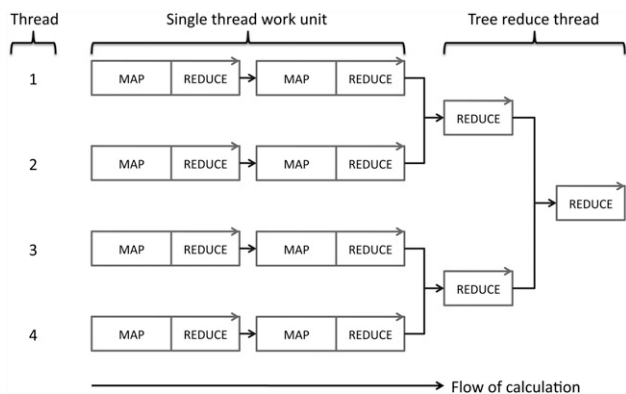 Thread
Single thread work unit
Tree reduce thread
1
MAP
REDUCE
MAP
REDUCE
REDUCE
2
MAP
REDUCE
MAP
REDUCE
REDUCE
3
MAP
REDUCE
MAP
REDUCE
REDUCE
4
MAP
REDUCE
MAP
REDUCE
Flow of calculation